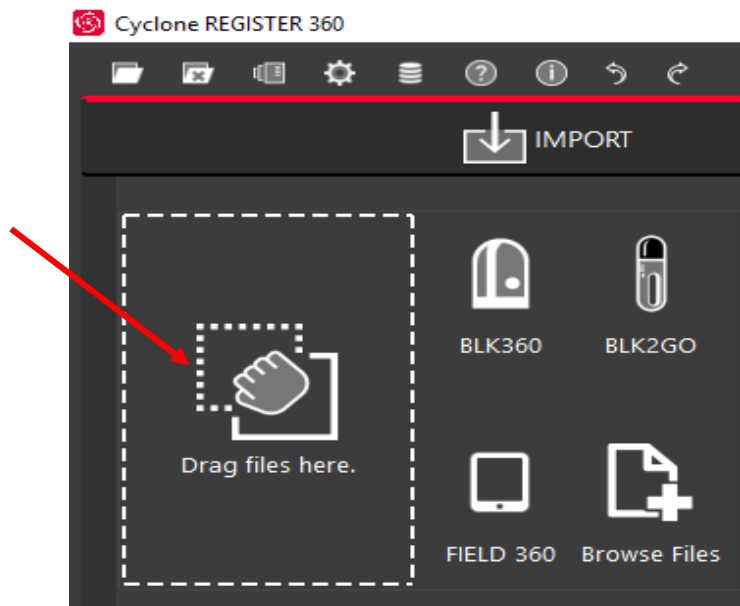 Cyclone REGISTER 360
IMPORT
Drag files here.
BLK360
BLK2GO
FIELD 360
Browse Files